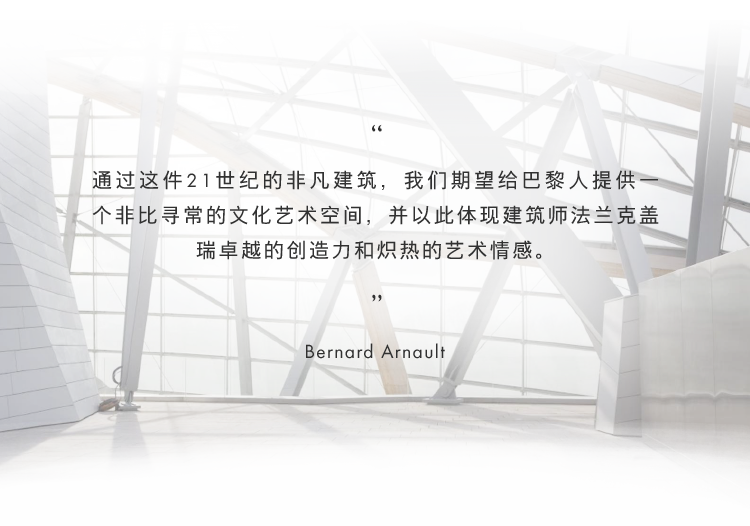 “
通过这件21世纪的非凡建筑，我们期望给巴黎人提供一
个非比寻常的文化艺术空间，并以此体现建筑师法兰克盖
瑞卓越的创造力和炽热的艺术情感。
”
Bernard Arnault